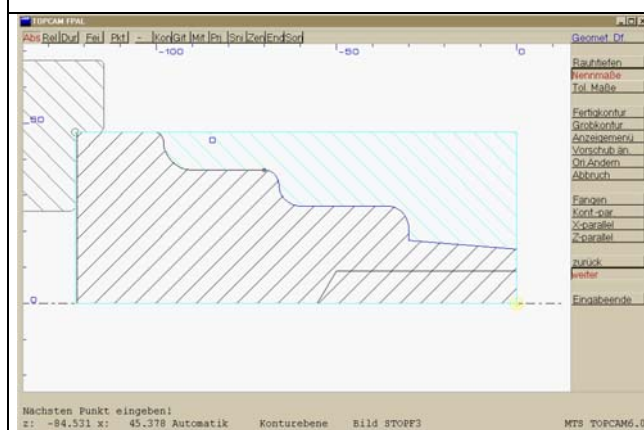 TOPCAM FPAL
Abs Rel Dur Fei Pkt - Kon Git Mit Pri Sni Zen End Son
Geomet. Df.
-100 -50 0
Rauhtiefen
Nennmaße
Tol. Maße
50
Fertigkontur
Grobkontur
Anzeigemenü
Vorschub än.
Ori.Ändern
Abbruch
Fangen
Kont.-par.
X-parallel
Z-parallel
zurück
weiter
0
Eingabeende
Nächsten Punkt eingeben!
z: -84.531 x: 45.378 Automatik Konturebene Bild STOPF3 MTS TOPCAM6.0